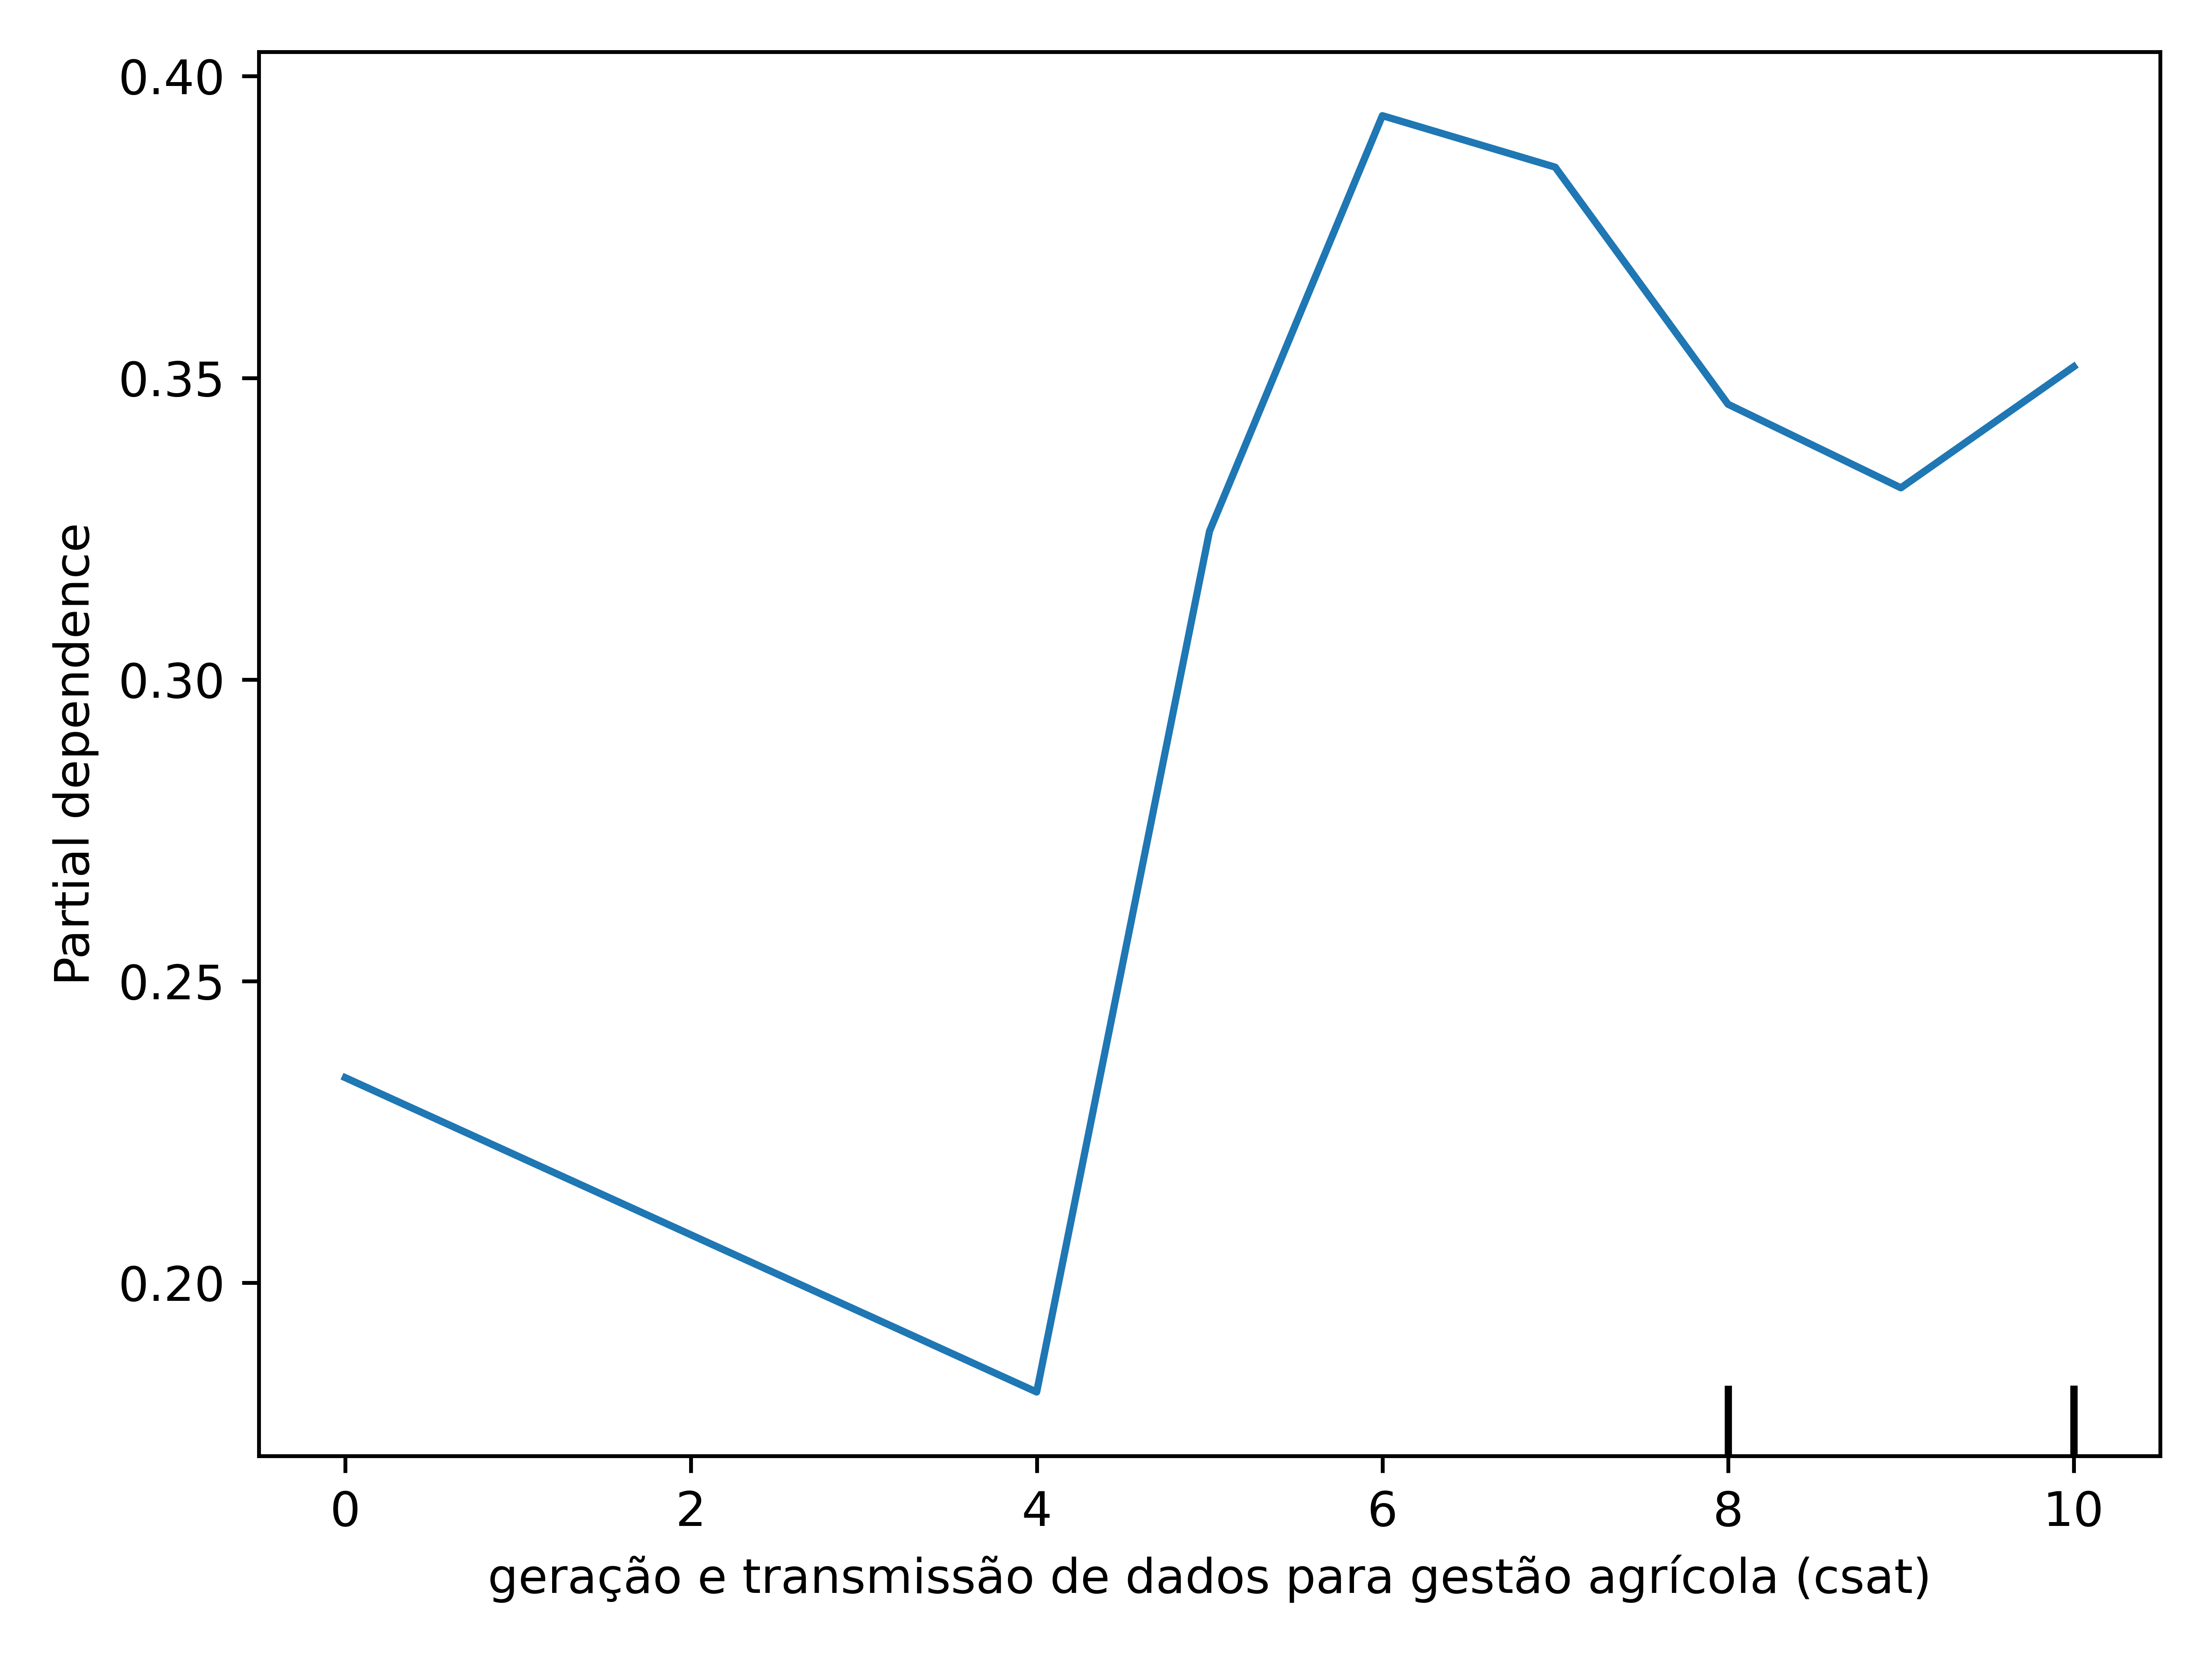 0.40
0.35
0.30
0.25
0.20
Partial dependence
0 2 4 6 8 10
geração e transmissão de dados para gestão agrícola (csat)